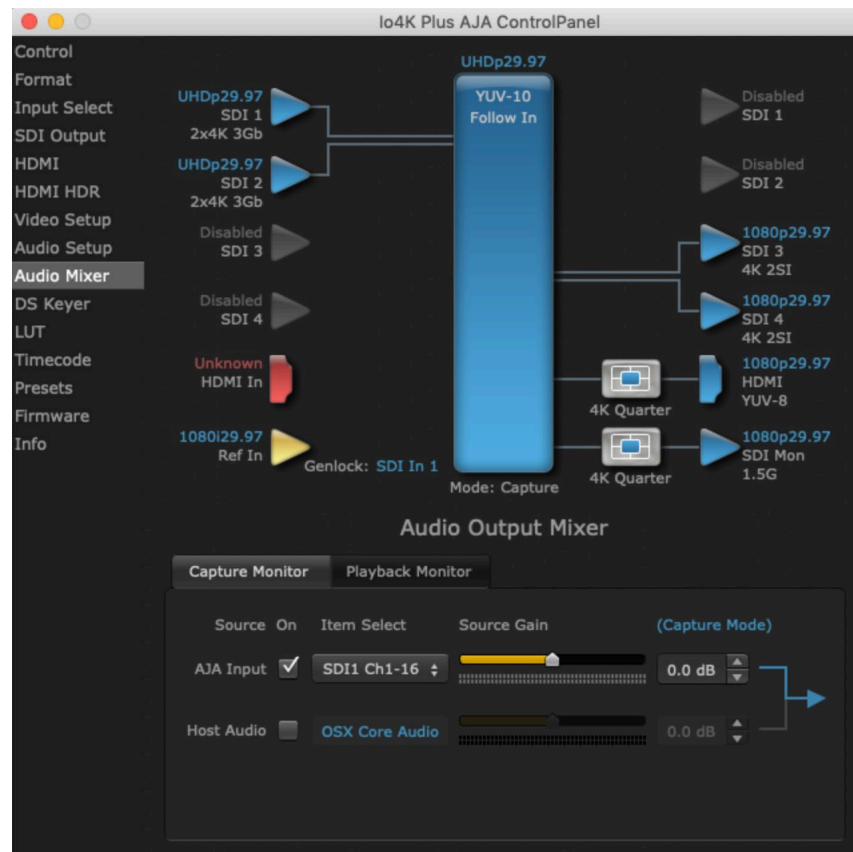 Io4K Plus AJA ControlPanel
Control
Format
Input Select
SDI Output
HDMI
HDMI HDR
Video Setup
Audio Setup
Audio Mixer
DS Keyer
LUT
Timecode
Presets
Firmware
Info
UHDp29.97
SDI 1
2x4K 3Gb
UHDp29.97
SDI 2
2x4K 3Gb
Disabled
SDI 3
Disabled
SDI 4
Unknown
HDMI In
1080i29.97
Ref In
Genlock: SDI In 1
UHDp29.97
YUV-10
Follow In
Mode: Capture
Disabled
SDI 1
Disabled
SDI 2
1080p29.97
SDI 3
4K 2SI
1080p29.97
SDI 4
4K 2SI
4K Quarter
1080p29.97
HDMI
YUV-8
4K Quarter
1080p29.97
SDI Mon
1.5G
Audio Output Mixer
Capture Monitor Playback Monitor
Source On Item Select Source Gain (Capture Mode)
AJA Input SDI1 Ch1-16 0.0 dB
Host Audio OSX Core Audio 0.0 dB